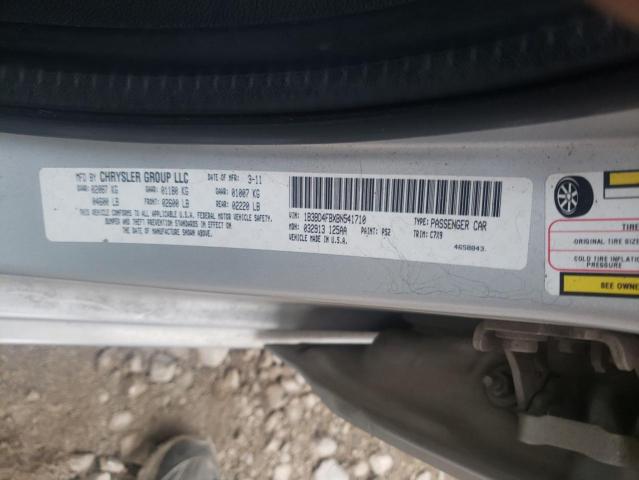 MFD BY CHRYSLER GROUP LLC DATE OF MFR 9-11
GVWR: 02087 KG GAWR: 01180 KG GAWR: 01007 KG
04600 LB FRONT: 02600 LB REAR: 02220 LB
THIS VEHICLE CONFORMS TO ALL APPLICABLE U.S.A. FEDERAL MOTOR VEHICLE SAFETY,
BUMPER AND THEFT PREVENTION STANDARDS IN EFFECT ON
THE DATE OF MANUFACTURE SHOWN ABOVE.
VIN: 1B3BD4FBXBN541710 TYPE: PASSENGER CAR
MDH: 032913 125AA PAINT: PS2 TRIM: C7X9
VEHICLE MADE IN U.S.A.
4658043
TIRE
ORIGINAL TIRE SIZE
COLD TIRE INFLATION
PRESSURE
SEE OWNE